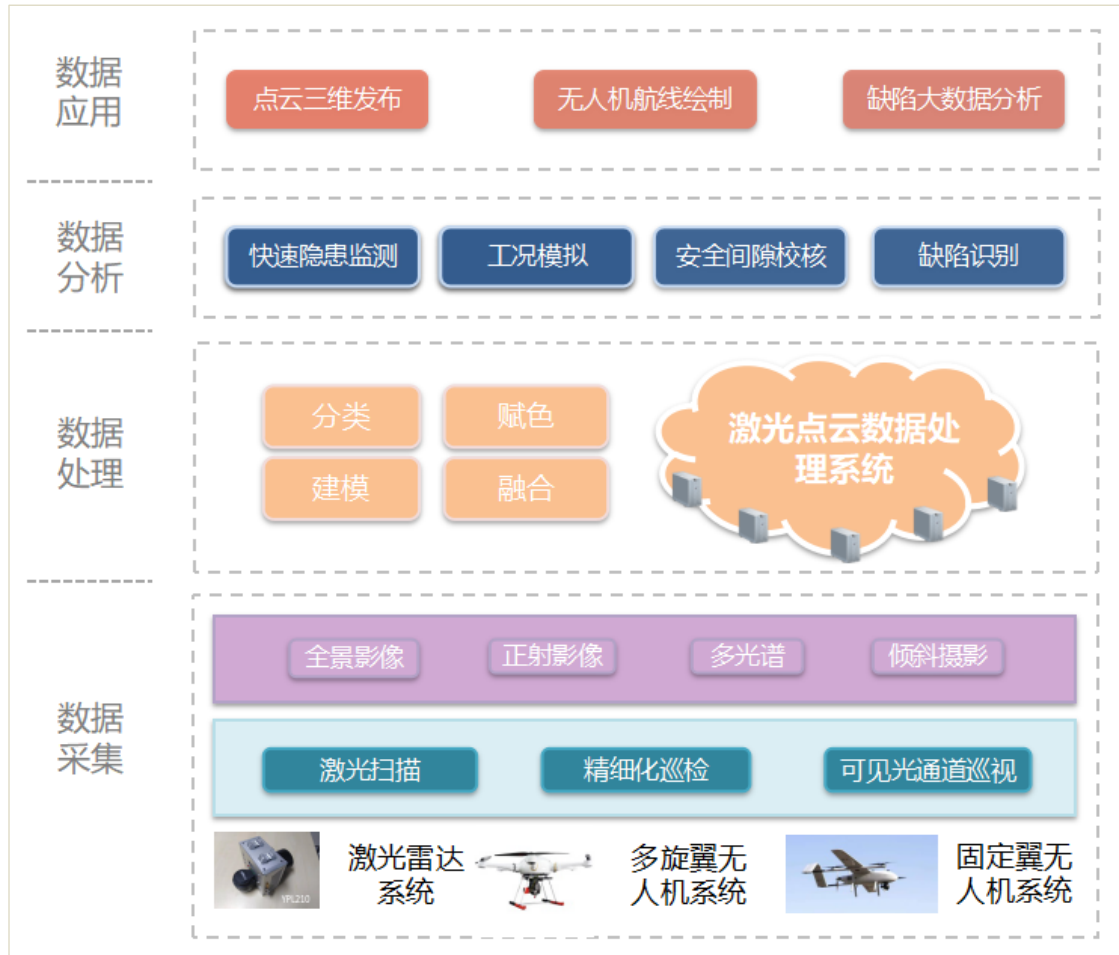 数据
应用
点云三维发布
无人机航线绘制
缺陷大数据分析
数据
分析
快速隐患监测
工况模拟
安全间隙校核
缺陷识别
数据
处理
分类
赋色
建模
融合
激光点云数据处
理系统
数据
采集
全景影像
正射影像
多光谱
倾斜摄影
激光扫描
精细化巡检
可见光通道巡视
YPL210
激光雷达
系统
多旋翼无
人机系统
固定翼无
人机系统